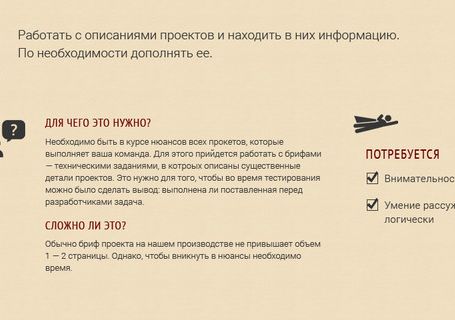 Работать с описаниями проектов и находить в них информацию.
По необходимости дополнять ее.
?
ДЛЯ ЧЕГО ЭТО НУЖНО?
Необходимо быть в курсе нюансов всех прокетов, которые
выполняет ваша команда. Для этого прийдется работать с брифами
— техническими заданиями, в котроых описаны существенные
детали проектов. Это нужно для того, чтобы во время тестирования
можно было сделать вывод: выполнена ли поставленная перед
разработчиками задача.
СЛОЖНО ЛИ ЭТО?
Обычно бриф проекта на нашем производстве не привышает объем
1 — 2 страницы. Однако, чтобы вникнуть в нюансы необходимо
время.
ПОТРЕБУЕТСЯ
Внимательнос
Умение рассуж
логически